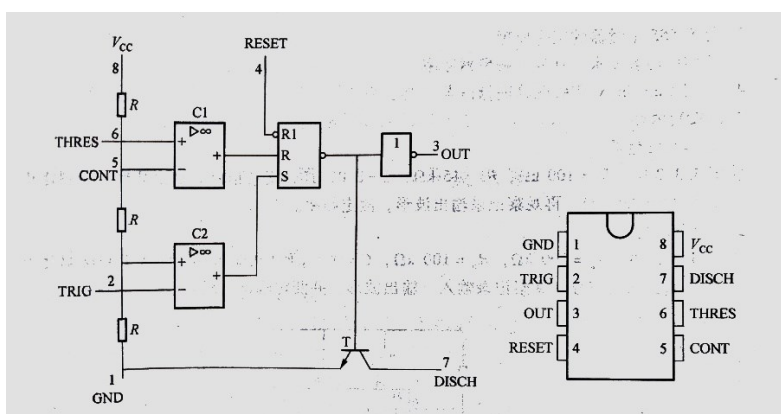 RESET
V_CC
8
4
R
C1
▷∞
6
THRES
+
+
R1
R
S
1
3 OUT
5
CONT
−
R
C2
▷∞
+
+
2
TRIG
−
R
T
1
GND
7
DISCH
GND 1 8 V_CC
TRIG 2 7 DISCH
OUT 3 6 THRES
RESET 4 5 CONT